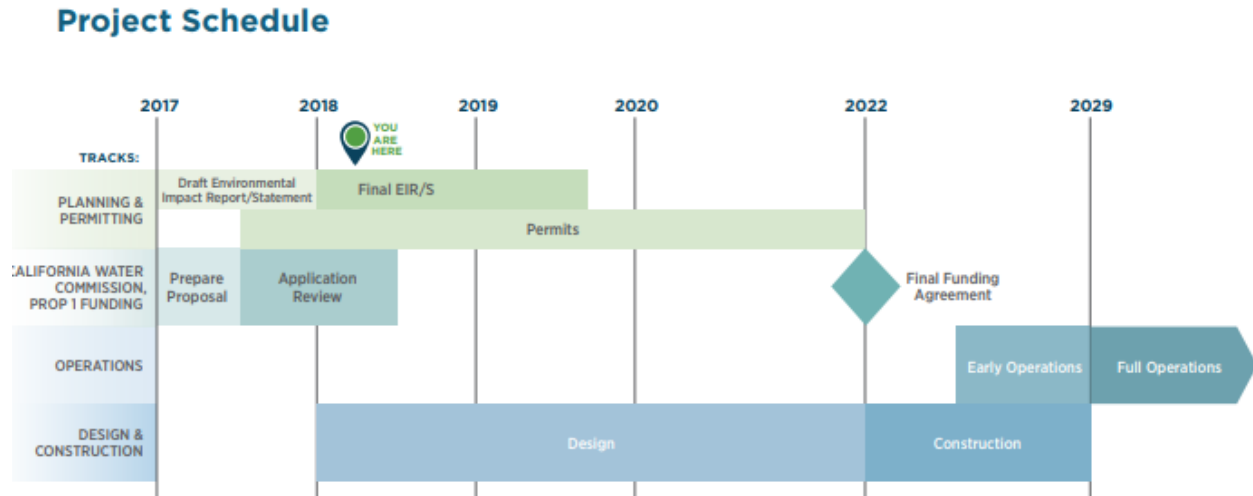 Project Schedule
2017
2018
2019
2020
2022
2029
YOU
ARE
HERE
TRACKS:
PLANNING &
PERMITTING
Draft Environmental
Impact Report/Statement
Final EIR/S
Permits
CALIFORNIA WATER
COMMISSION,
PROP 1 FUNDING
Prepare
Proposal
Application
Review
Final Funding
Agreement
OPERATIONS
Early Operations
Full Operations
DESIGN &
CONSTRUCTION
Design
Construction